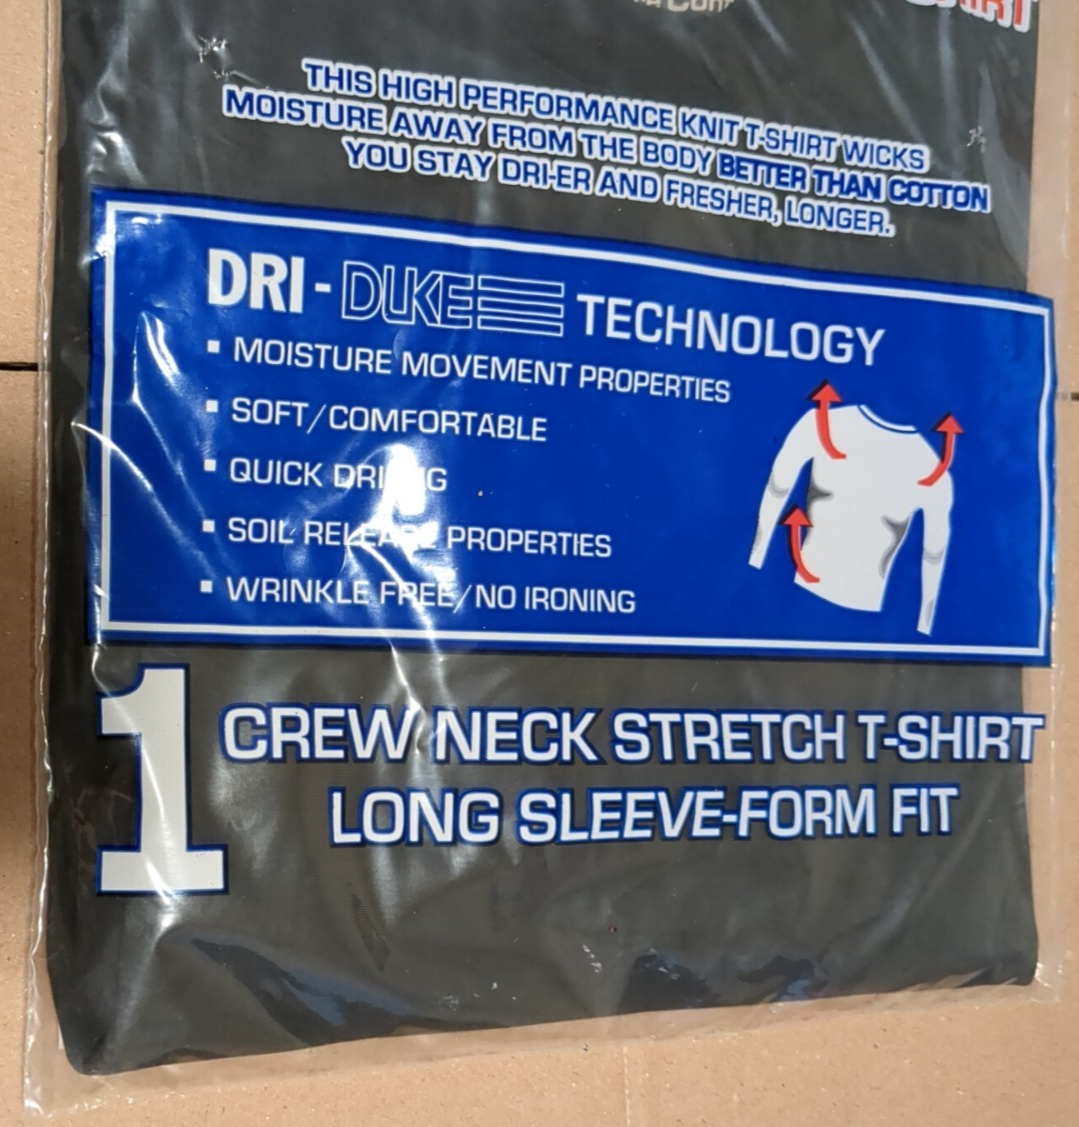 THIS HIGH PERFORMANCE KNIT T-SHIRT WICKS
MOISTURE AWAY FROM THE BODY BETTER THAN COTTON
YOU STAY DRI-ER AND FRESHER, LONGER.
DRI-DUKE TECHNOLOGY
▪ MOISTURE MOVEMENT PROPERTIES
▪ SOFT/COMFORTABLE
▪ QUICK
▪ SOIL RELEASE PROPERTIES
▪ WRINKLE FREE/NO IRONING
1 CREW NECK STRETCH T-SHIRT
LONG SLEEVE-FORM FIT